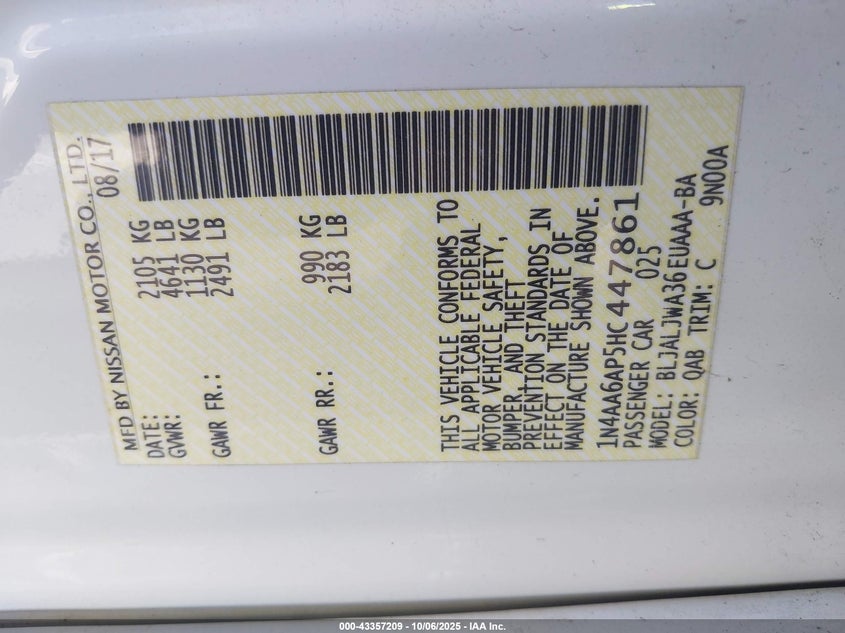 MFD BY NISSAN MOTOR CO., LTD.
DATE: 08/17
GVWR: 2105 KG
4641 LB
GAWR FR.: 1130 KG
2491 LB
GAWR RR.: 990 KG
2183 LB
THIS VEHICLE CONFORMS TO
ALL APPLICABLE FEDERAL
MOTOR VEHICLE SAFETY,
BUMPER, AND THEFT
PREVENTION STANDARDS IN
EFFECT ON THE DATE OF
MANUFACTURE SHOWN ABOVE.
1N4AA6AP5HC447861
PASSENGER CAR 025
MODEL: BLJALJWA36EUAAA-BA
COLOR: QAB TRIM: C 9N00A
000-43357209 - 10/06/2025 - IAA Inc.